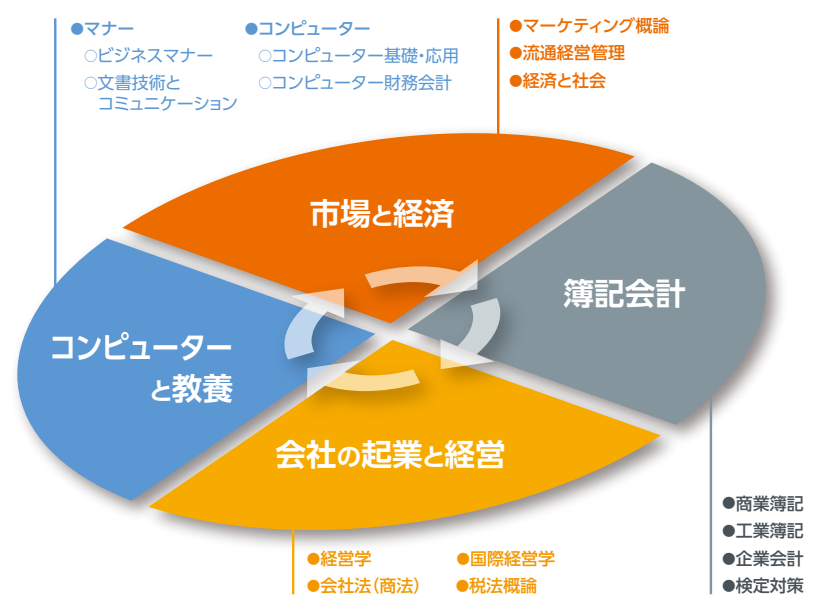 ●マナー
○ビジネスマナー
○文書技術と
コミュニケーション
●コンピューター
○コンピューター基礎・応用
○コンピューター財務会計
●マーケティング概論
●流通経営管理
●経済と社会
市場と経済
簿記会計
コンピューター
と教養
会社の起業と経営
●経営学
●会社法（商法）
●国際経営学
●税法概論
●商業簿記
●工業簿記
●企業会計
●検定対策